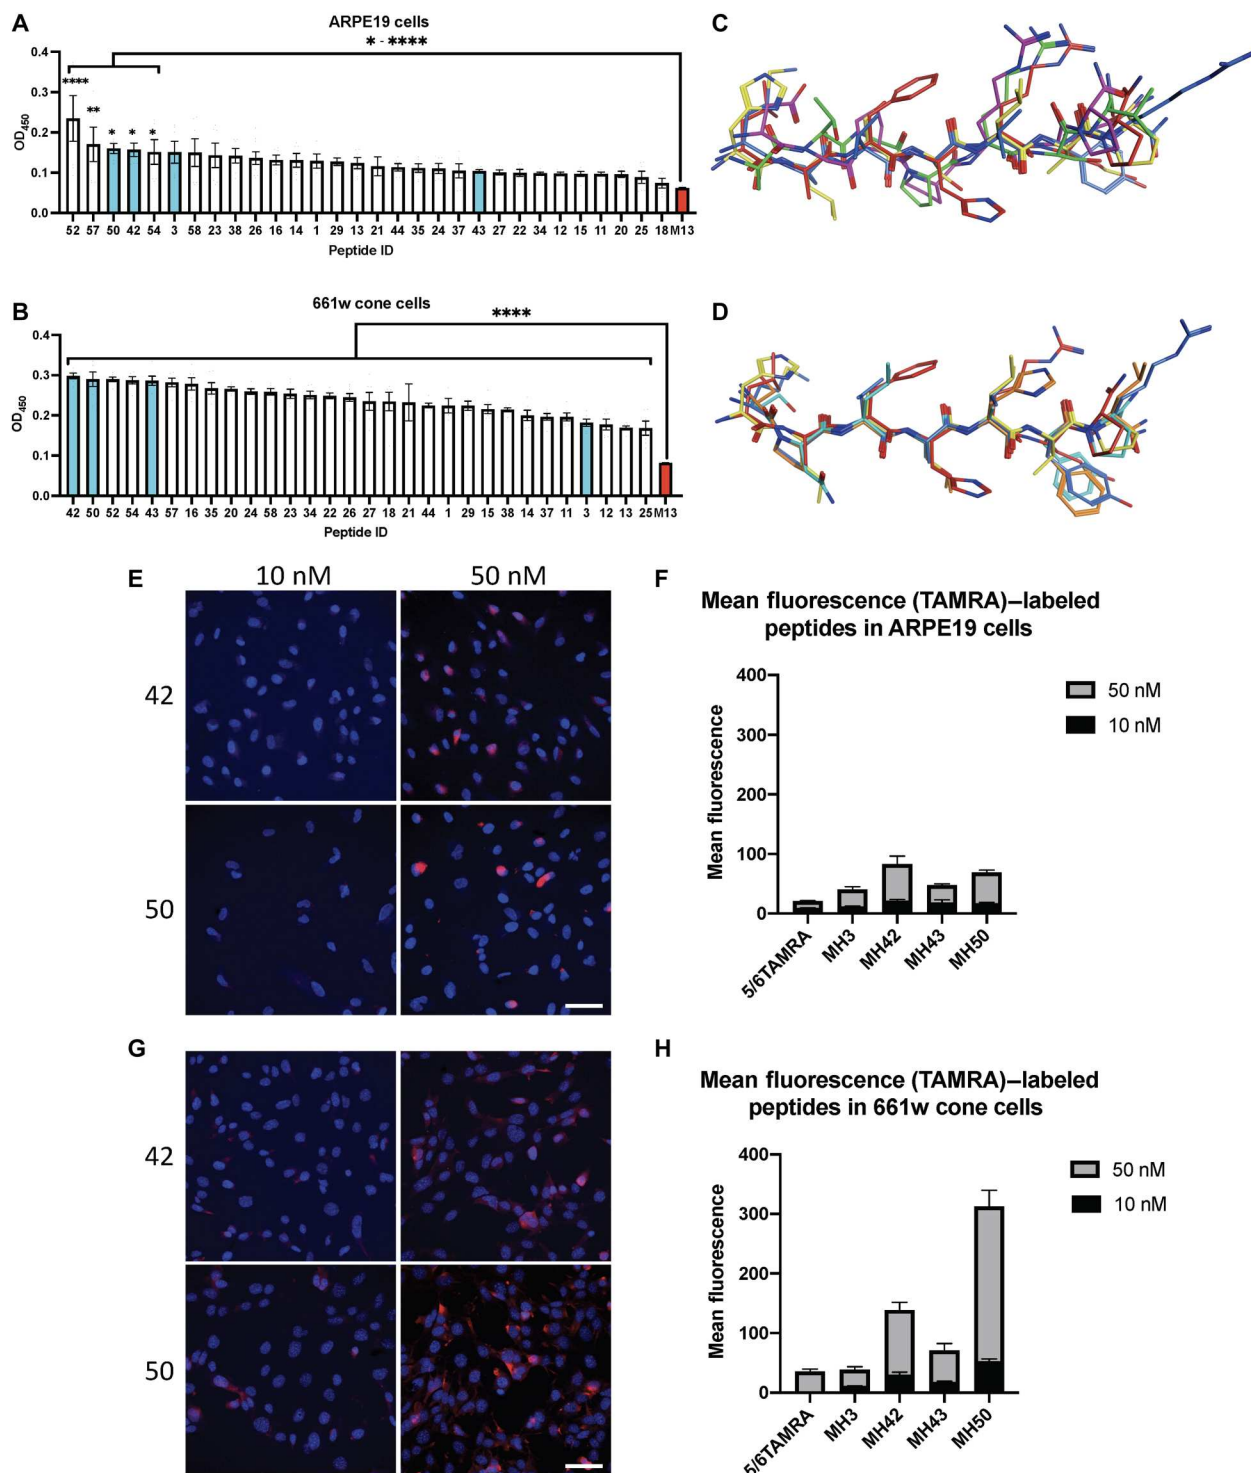 A
ARPE19 cells
* - ****
C
0.4
0.3
0.2
0.1
0.0
OD450
**** ** * * *
52 57 50 42 54 3 58 23 38 26 16 14 1 29 13 21 44 35 24 37 43 27 22 34 12 15 11 20 25 18 M13
Peptide ID
B
661w cone cells
****
D
0.4
0.3
0.2
0.1
0.0
OD450
42 50 52 54 43 57 16 35 20 24 58 23 34 22 26 27 18 21 44 1 29 15 38 14 37 11 3 12 13 25 M13
Peptide ID
E
10 nM
50 nM
42
50
F
Mean fluorescence (TAMRA)–labeled
peptides in ARPE19 cells
400
300
200
100
0
Mean fluorescence
50 nM
10 nM
5/6TAMRA MH3 MH42 MH43 MH50
G
42
50
H
Mean fluorescence (TAMRA)–labeled
peptides in 661w cone cells
400
300
200
100
0
Mean fluorescence
50 nM
10 nM
5/6TAMRA MH3 MH42 MH43 MH50